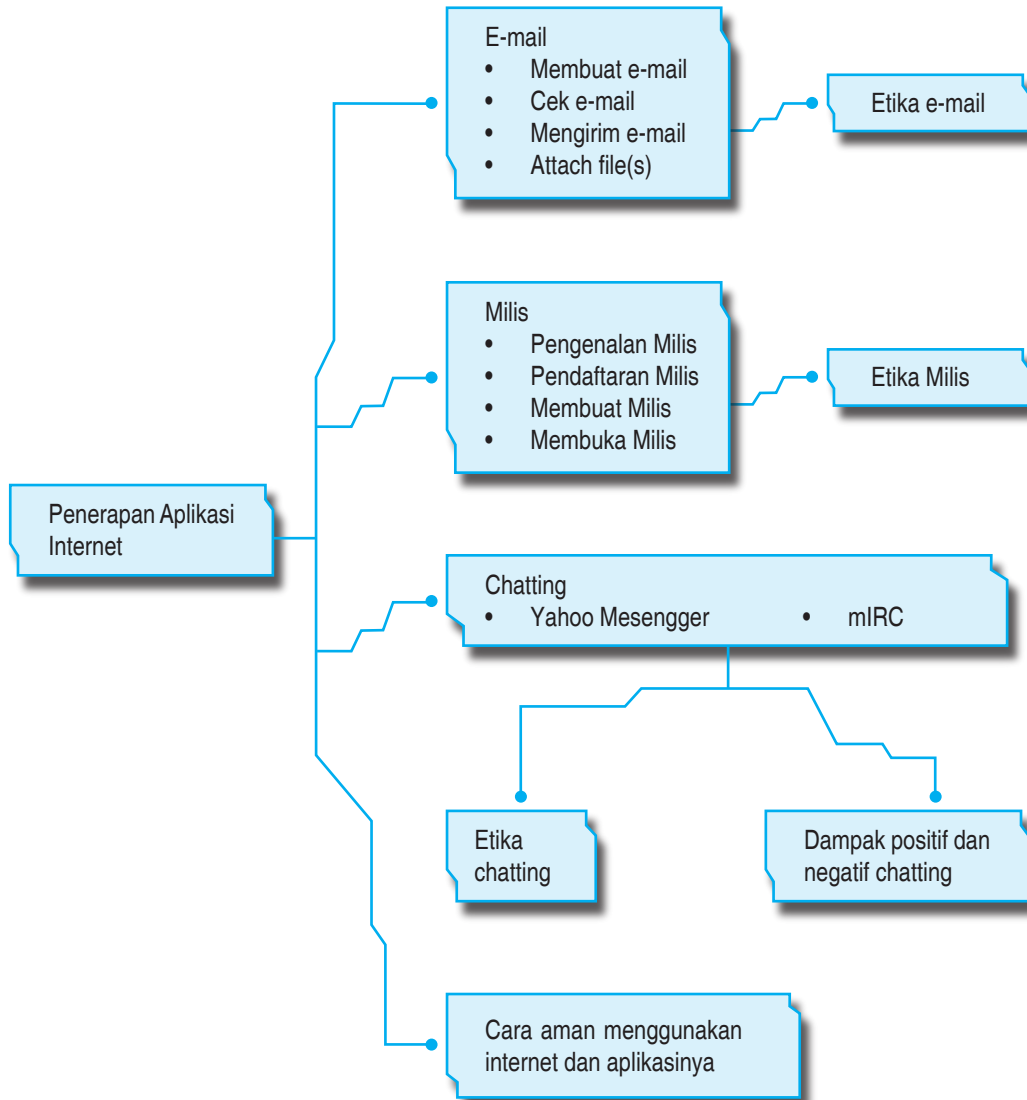 E-mail
• Membuat e-mail
• Cek e-mail
• Mengirim e-mail
• Attach file(s)
Etika e-mail
Milis
• Pengenalan Milis
• Pendaftaran Milis
• Membuat Milis
• Membuka Milis
Etika Milis
Penerapan Aplikasi
Internet
Chatting
• Yahoo Mesengger • mIRC
Etika
chatting
Dampak positif dan
negatif chatting
Cara aman menggunakan
internet dan aplikasinya